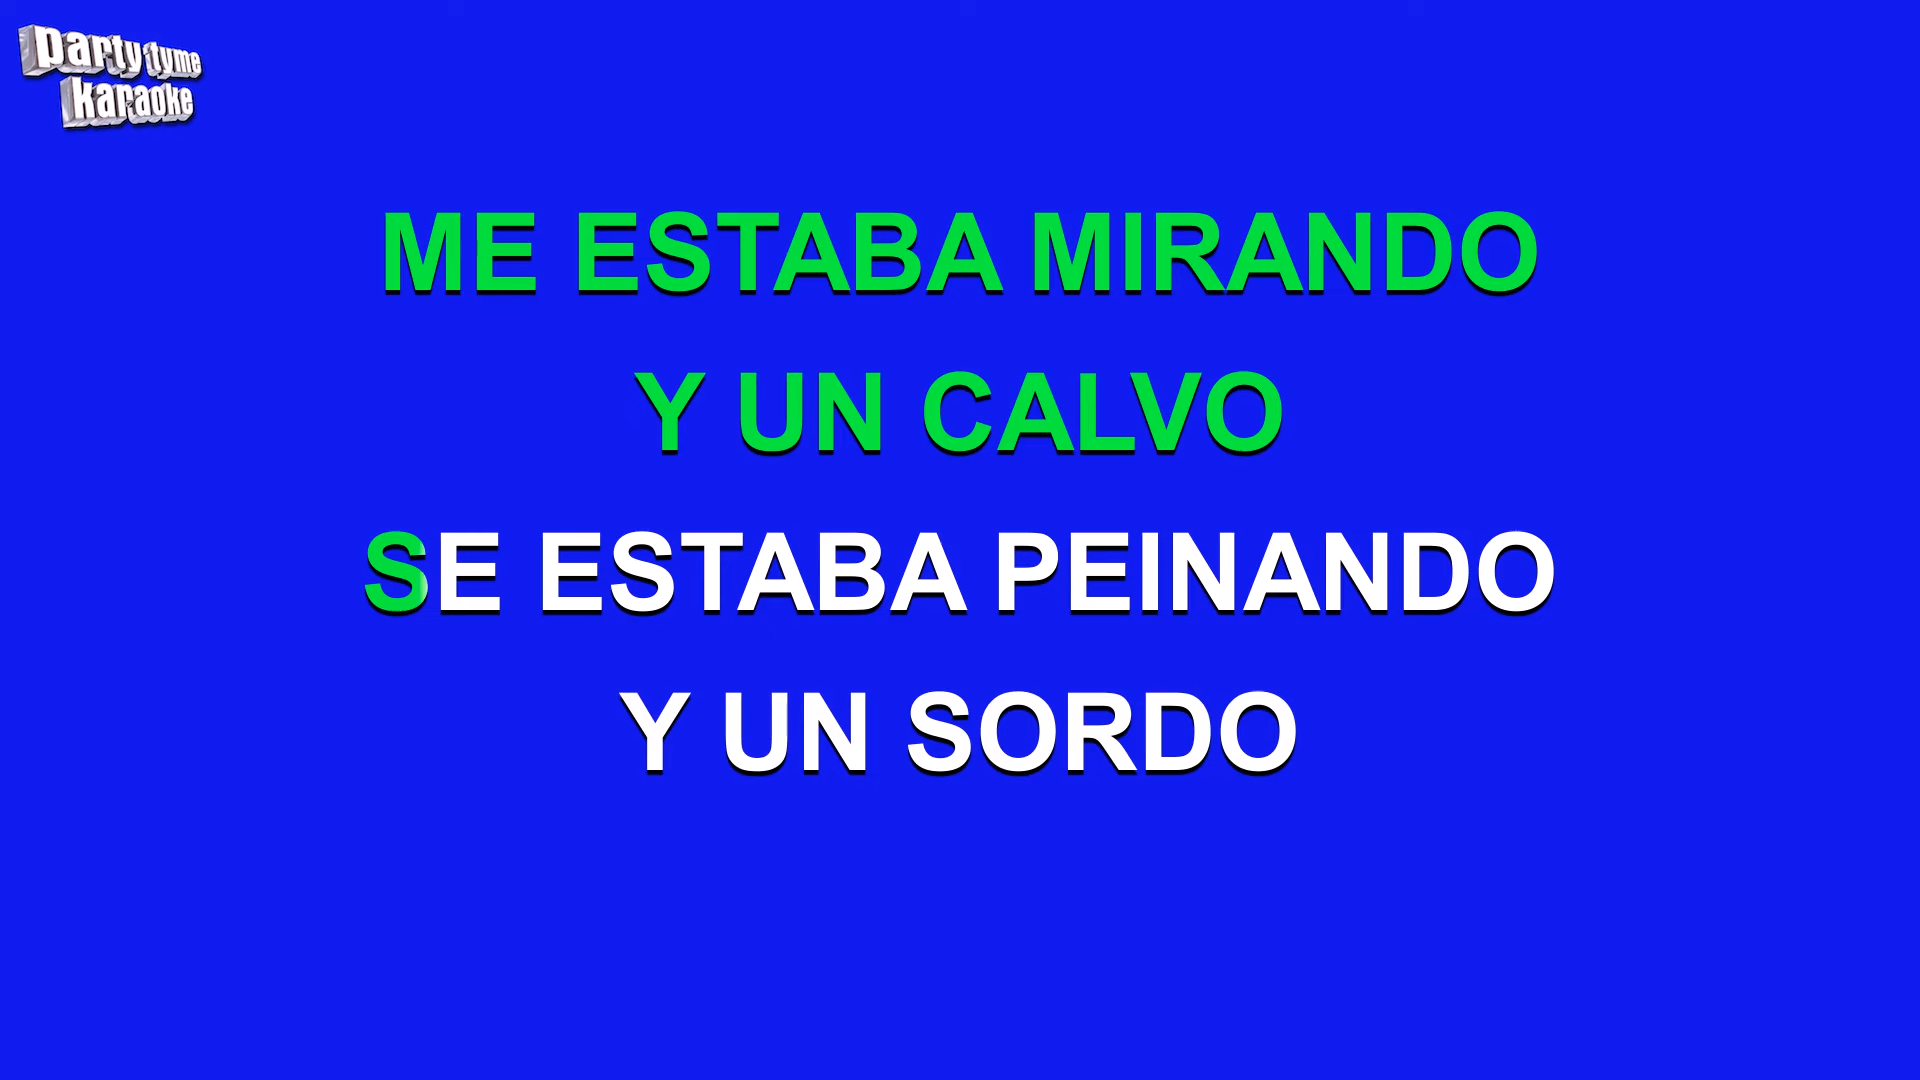 party tyme
karaoke
ME ESTABA MIRANDO
Y UN CALVO
SE ESTABA PEINANDO
Y UN SORDO